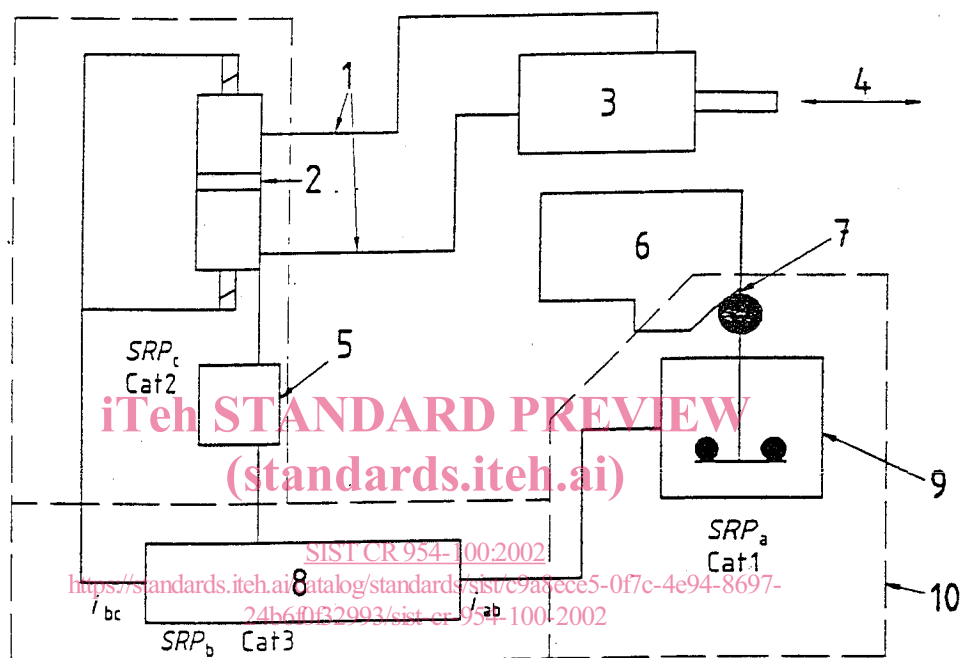 1
3
4
2
6
7
SRPc
Cat2
5
iTeh STANDARD PREVIEW
(standards.iteh.ai)
9
SRPa
Cat1
SIST CR 954-100:2002
8
https://standards.iteh.ai/catalog/standards/sist/c9a8ece5-0f7c-4e94-8697-
24b6f0f32993/sist-cr-954-100-2002
ibc
iab
10
SRPb Cat3